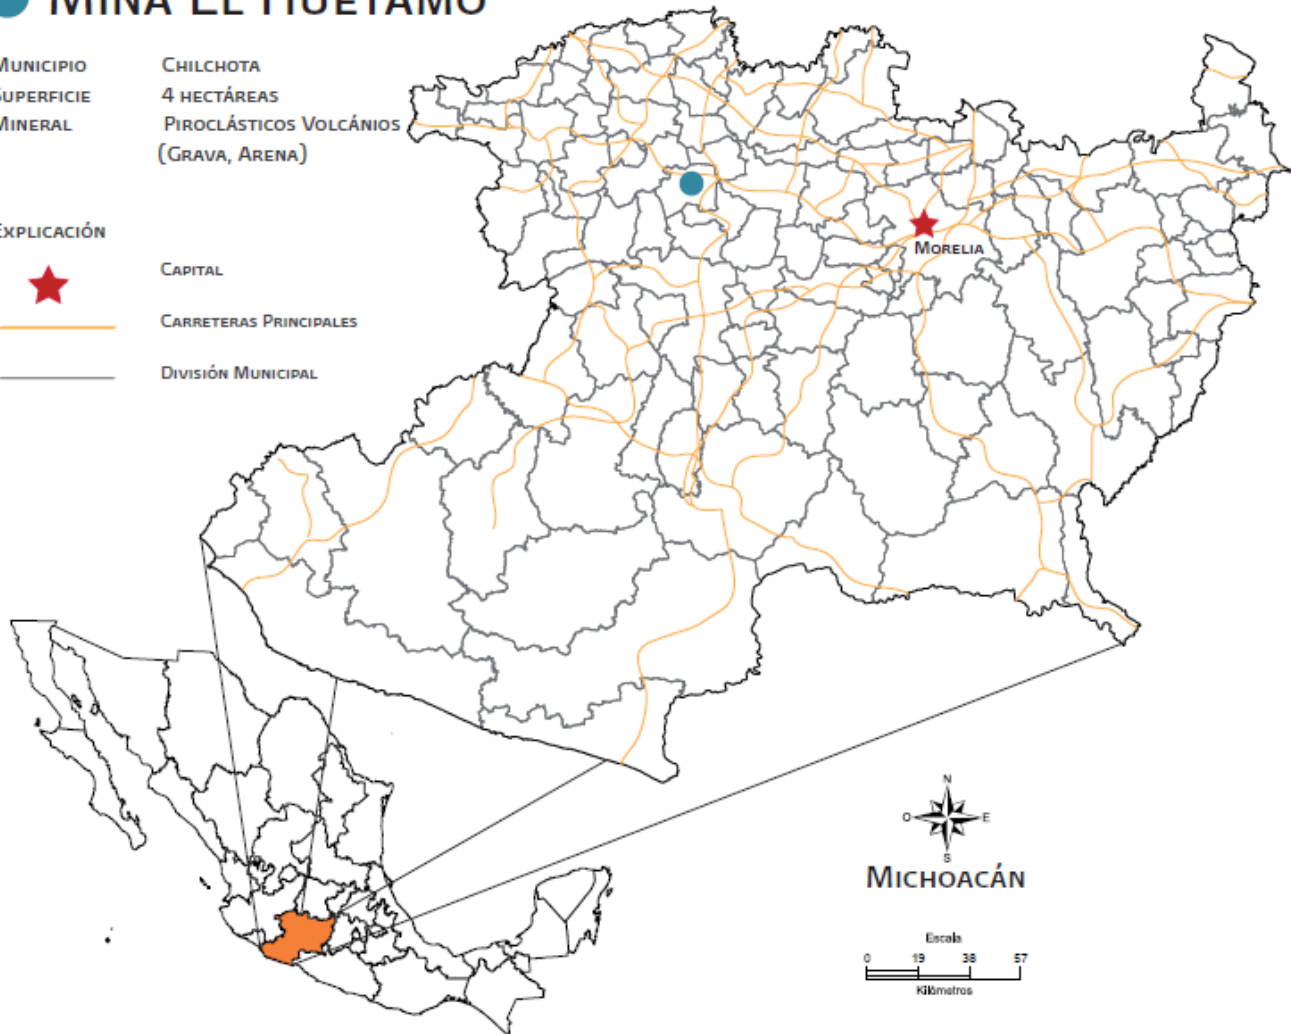 MINA EL HUETAMO
MUNICIPIO CHILCHOTA
SUPERFICIE 4 HECTÁREAS
MINERAL PIROCLÁSTICOS VOLCÁNIOS
(GRAVA, ARENA)
EXPLICACIÓN
CAPITAL
CARRETERAS PRINCIPALES
DIVISIÓN MUNICIPAL
MORELIA
N
O E
S
MICHOACÁN
Escala
0 19 38 57
Kilómetros